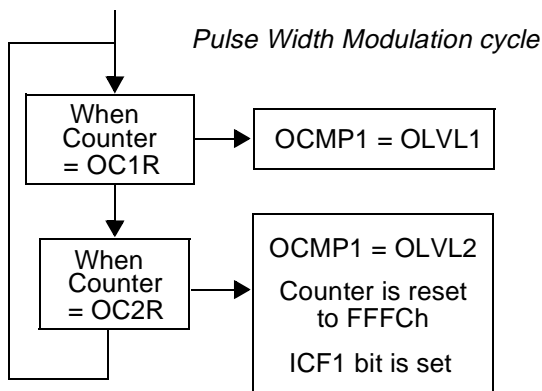 Pulse Width Modulation cycle
When
Counter
= OC1R
OCMP1 = OLVL1
When
Counter
= OC2R
OCMP1 = OLVL2
Counter is reset
to FFFCh
ICF1 bit is set